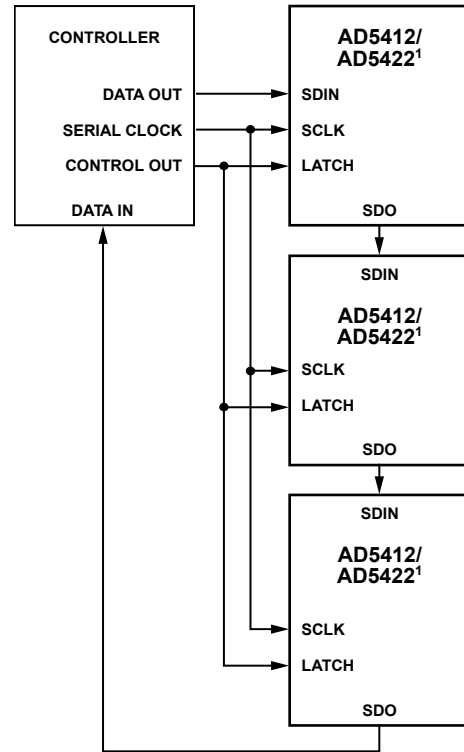 CONTROLLER
DATA OUT
SERIAL CLOCK
CONTROL OUT
DATA IN
AD5412/
AD5422¹
SDIN
SCLK
LATCH
SDO
SDIN
AD5412/
AD5422¹
SCLK
LATCH
SDO
SDIN
AD5412/
AD5422¹
SCLK
LATCH
SDO